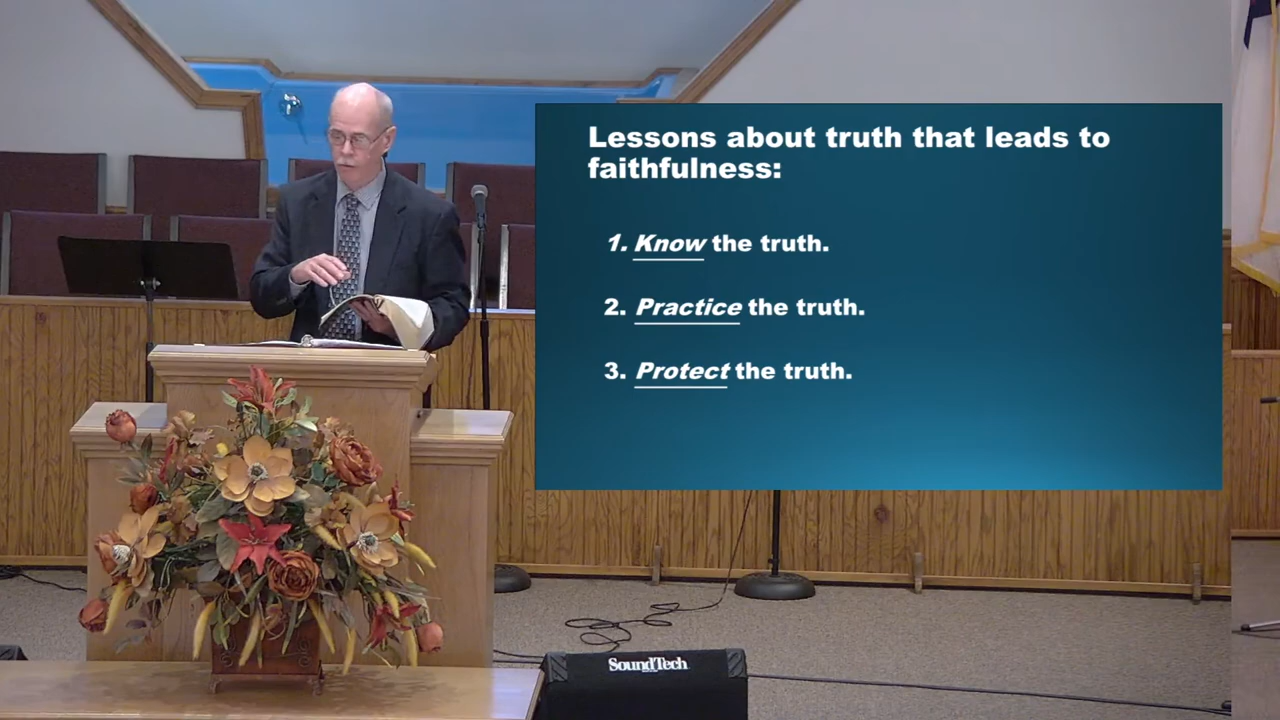 Lessons about truth that leads to
faithfulness:
1. Know the truth.
2. Practice the truth.
3. Protect the truth.
SoundTech